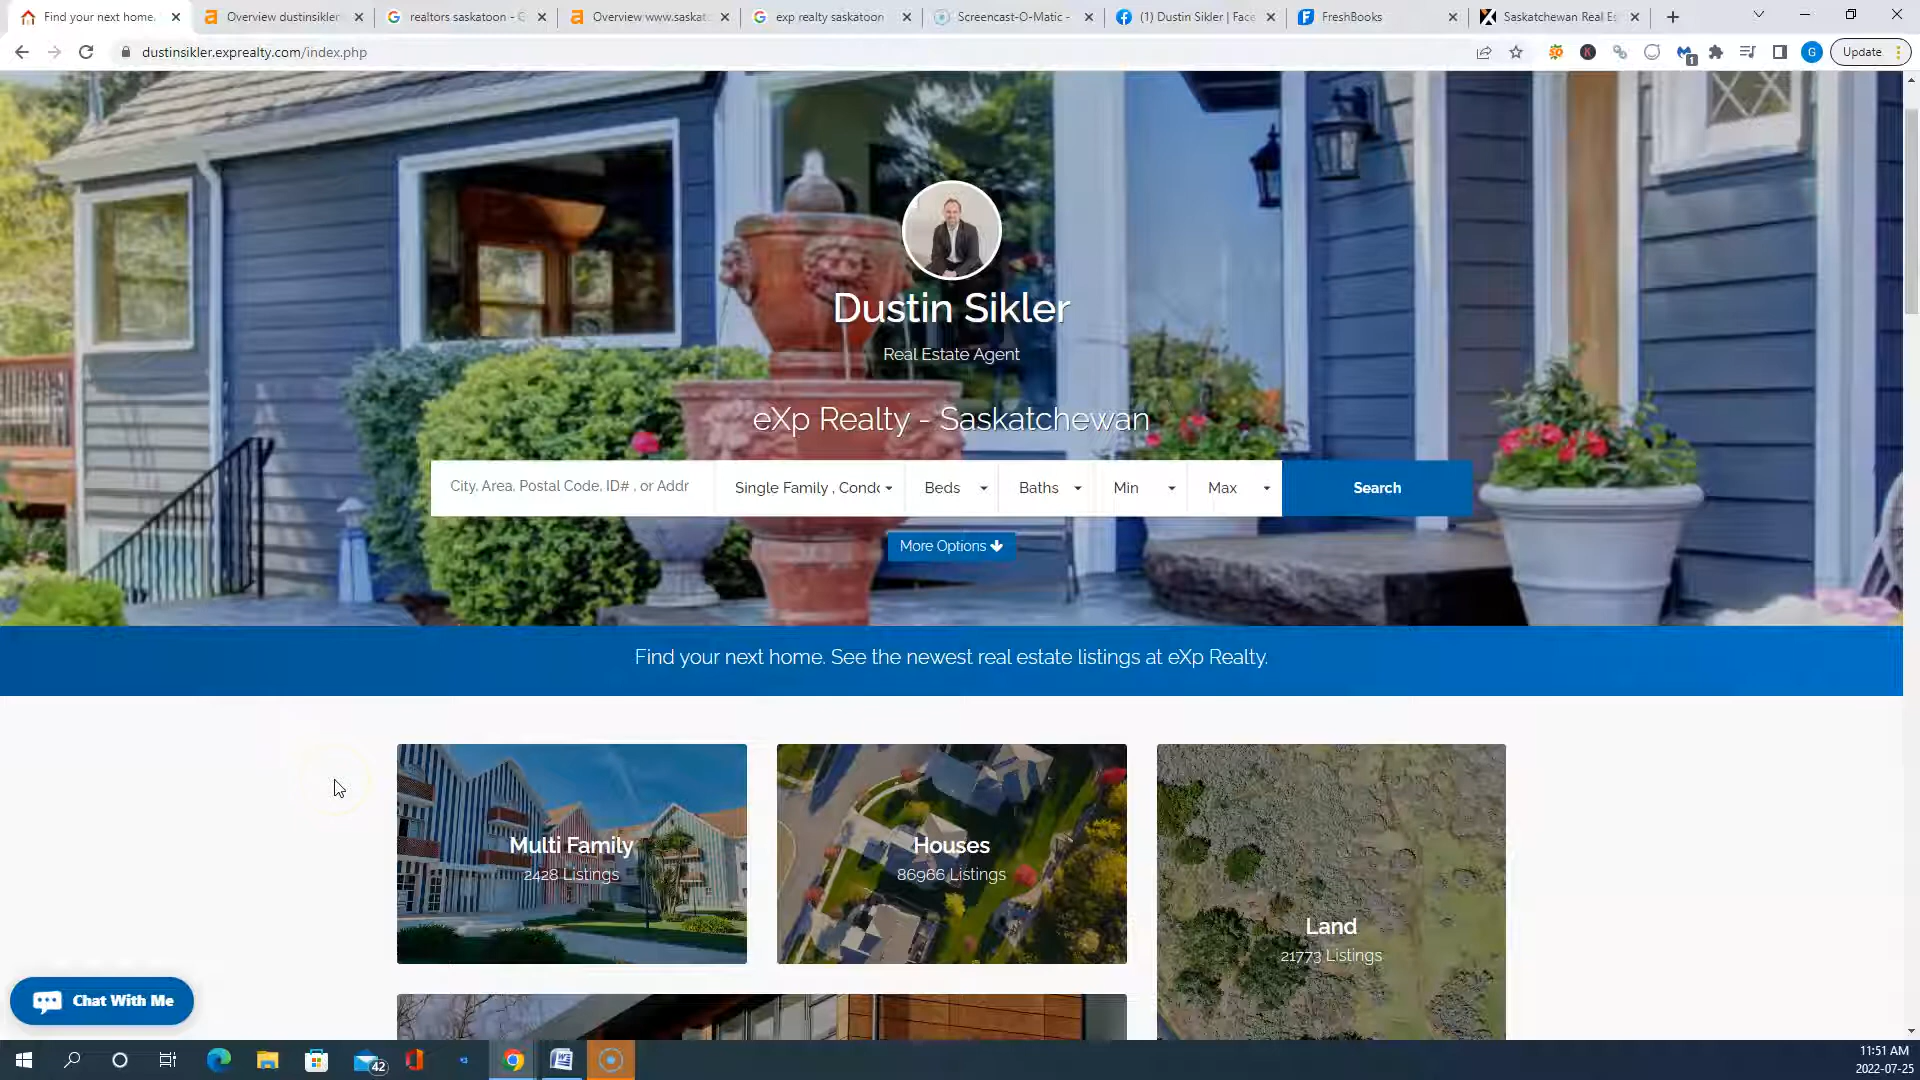 Find your next home.
Overview dustinsikler
realtors saskatoon - G
Overview www.saskat
exp realty saskatoon
Screencast-O-Matic -
(1) Dustin Sikler | Face
FreshBooks
Saskatchewan Real Es
dustinsikler.exprealty.com/index.php
K
1
G
Update
Dustin Sikler
Real Estate Agent
eXp Realty - Saskatchewan
City, Area, Postal Code, ID# , or Addr
Single Family , Condo
Beds
Baths
Min
Max
Search
More Options
Find your next home. See the newest real estate listings at eXp Realty.
Multi Family
2428 Listings
Houses
86966 Listings
Land
21773 Listings
Chat With Me
42
11:51 AM
2022-07-25